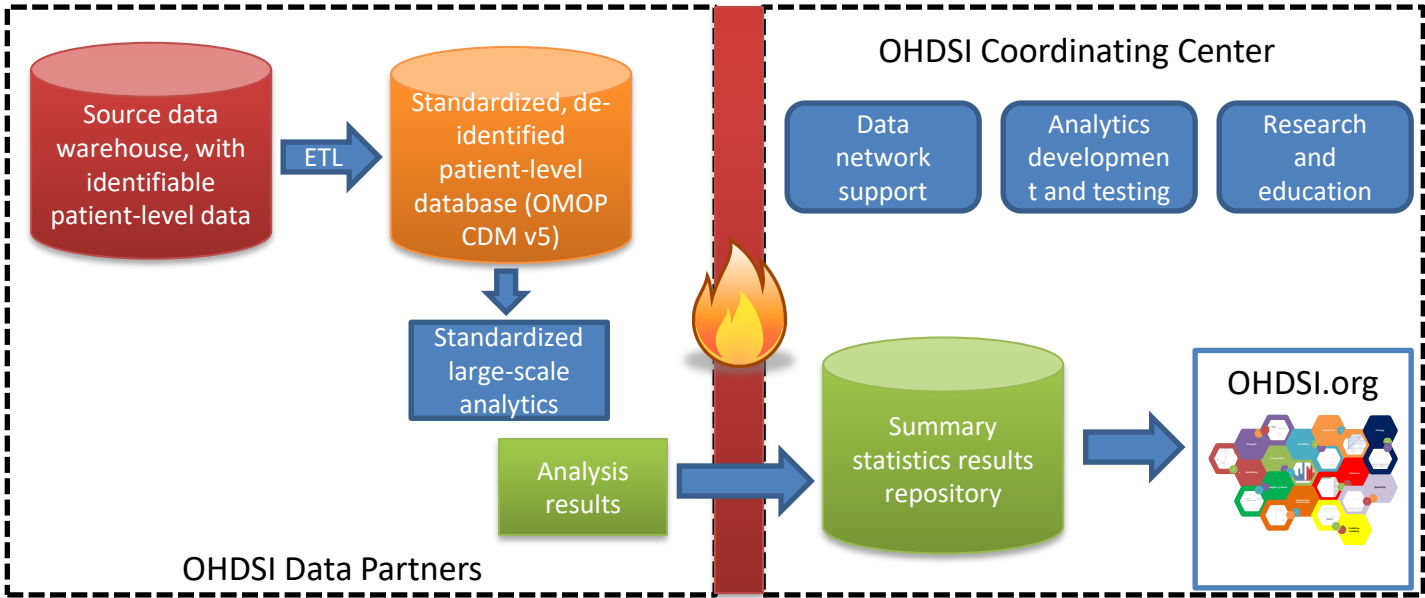 Source data
warehouse, with
identifiable
patient-level data
ETL
Standardized, de-
identified
patient-level
database (OMOP
CDM v5)
Standardized
large-scale
analytics
Analysis
results
OHDSI Data Partners
OHDSI Coordinating Center
Data
network
support
Analytics
developmen
t and testing
Research
and
education
Summary
statistics results
repository
OHDSI.org